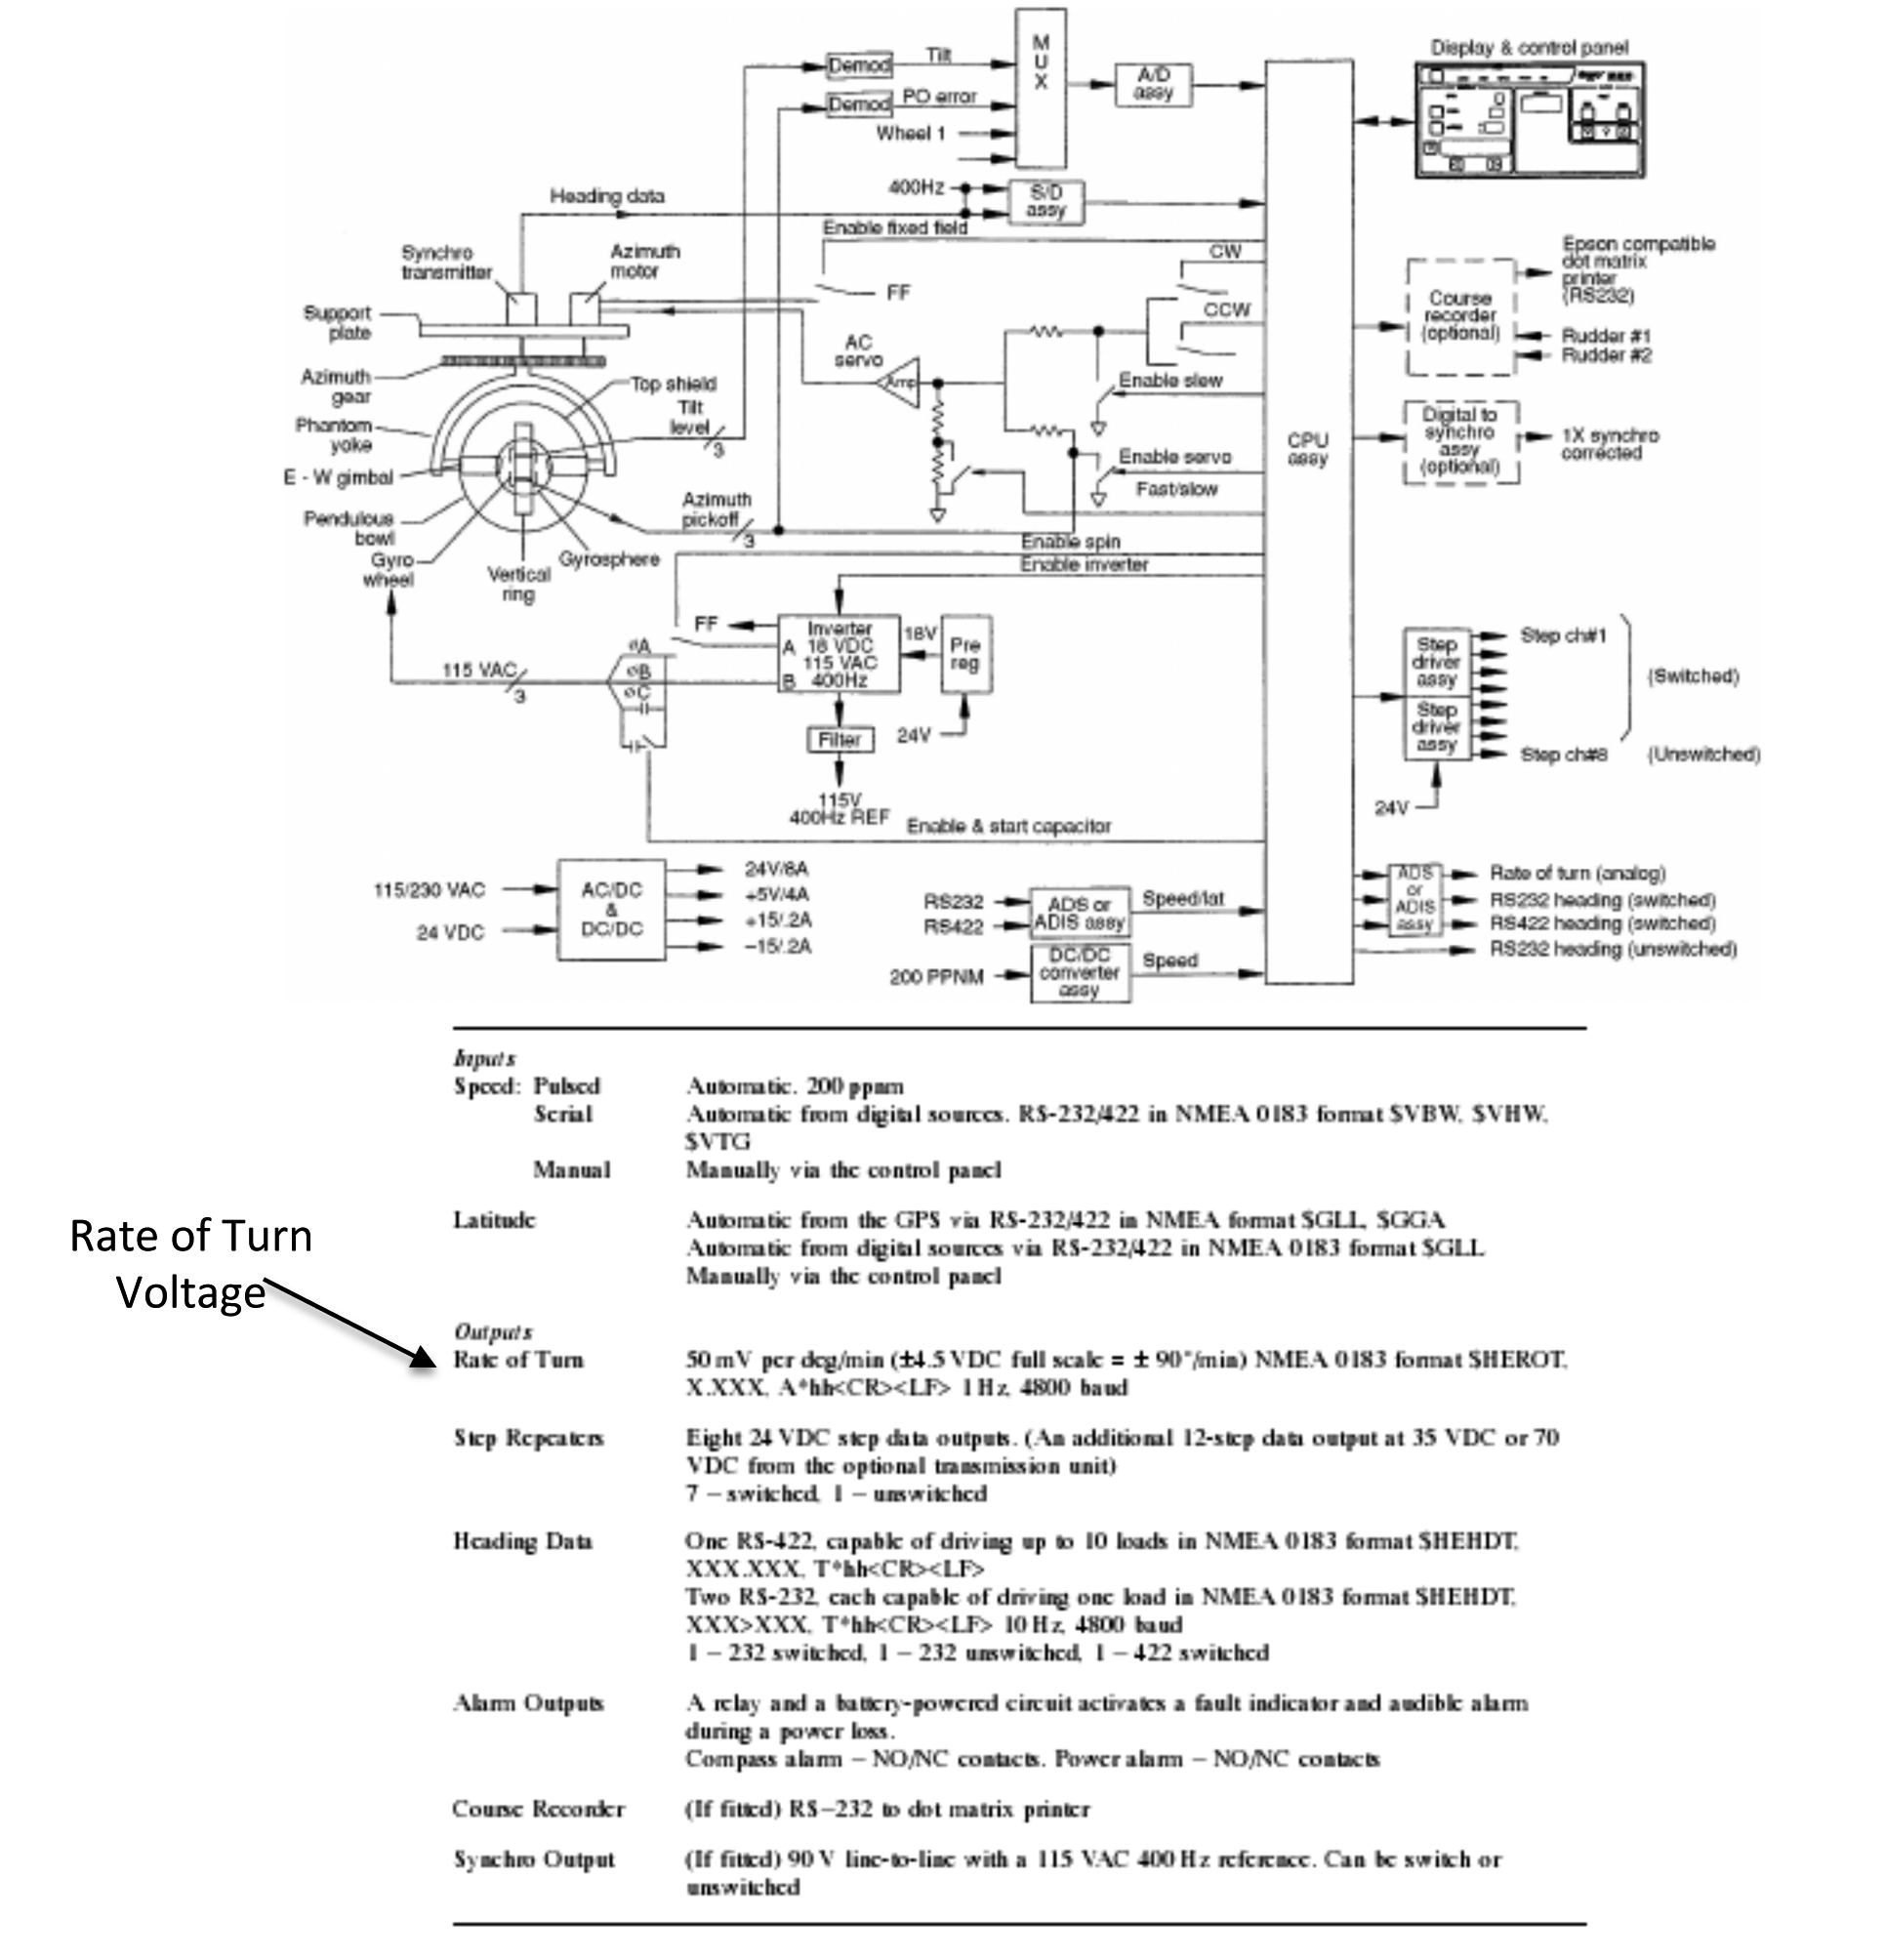 Display & control panel
Demod
Tilt
MUX
A/D
assy
Demod
PO error
Wheel 1
400Hz
S/D
assy
Heading data
Enable fixed field
CW
Synchro
transmitter
Azimuth
motor
FF
CCW
Epson compatible
dot matrix
printer
(RS232)
Course
recorder
(optional)
Rudder #1
Rudder #2
Support
plate
AC
servo
Amp
Enable slew
Azimuth
gear
Top shield
Tilt
level
3
Phantom
yoke
CPU
assy
Digital to
synchro
assy
(optional)
1X synchro
corrected
E - W gimbal
Enable servo
Fast/slow
Pendulous
bowl
Azimuth
pickoff
3
Gyro
wheel
Vertical
ring
Gyrosphere
Enable spin
Enable inverter
FF
Inverter
18 VDC
115 VAC
400Hz
A
B
18V
Pre
reg
øA
øB
øC
115 VAC
3
Filter
24V
115V
400Hz REF
Enable & start capacitor
Step
driver
assy
Step
driver
assy
Step ch#1
(Switched)
Step ch#8
(Unswitched)
24V
115/230 VAC
24 VDC
AC/DC
&
DC/DC
24V/8A
+5V/4A
+15/.2A
−15/.2A
RS232
RS422
ADS or
ADIS assy
Speed/lat
200 PPNM
DC/DC
converter
assy
Speed
ADS
or
ADIS
assy
Rate of turn (analog)
RS232 heading (switched)
RS422 heading (switched)
RS232 heading (unswitched)
Inputs
Speed: Pulsed Automatic. 200 ppnm
Serial Automatic from digital sources. RS-232/422 in NMEA 0183 format $VBW, $VHW,
$VTG
Manual Manually via the control panel
Latitude Automatic from the GPS via RS-232/422 in NMEA format $GLL, $GGA
Automatic from digital sources via RS-232/422 in NMEA 0183 format $GLL
Manually via the control panel
Rate of Turn
Voltage
Outputs
Rate of Turn 50 mV per deg/min (±4.5 VDC full scale = ± 90°/min) NMEA 0183 format $HEROT,
X.XXX, A*hh<CR><LF> 1 Hz, 4800 baud
Step Repeaters Eight 24 VDC step data outputs. (An additional 12-step data output at 35 VDC or 70
VDC from the optional transmission unit)
7 – switched, 1 – unswitched
Heading Data One RS-422, capable of driving up to 10 loads in NMEA 0183 format $HEHDT,
XXX.XXX, T*hh<CR><LF>
Two RS-232, each capable of driving one load in NMEA 0183 format $HEHDT,
XXX>XXX, T*hh<CR><LF> 10 Hz, 4800 baud
1 – 232 switched, 1 – 232 unswitched, 1 – 422 switched
Alarm Outputs A relay and a battery-powered circuit activates a fault indicator and audible alarm
during a power loss.
Compass alarm – NO/NC contacts. Power alarm – NO/NC contacts
Course Recorder (If fitted) RS–232 to dot matrix printer
Synchro Output (If fitted) 90 V line-to-line with a 115 VAC 400 Hz reference. Can be switch or
unswitched